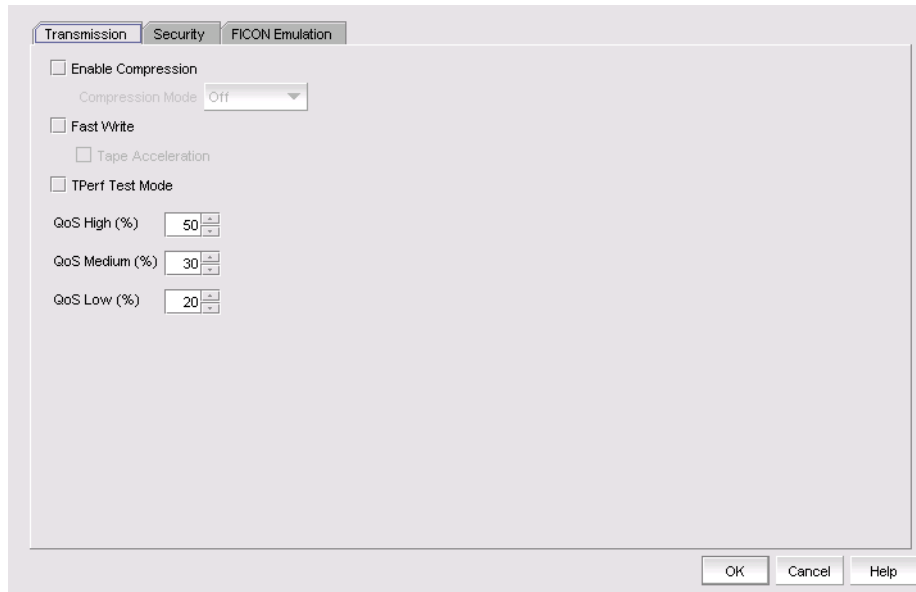 Transmission Security FICON Emulation
Enable Compression
Compression Mode Off
Fast Write
Tape Acceleration
TPerf Test Mode
QoS High (%) 50
QoS Medium (%) 30
QoS Low (%) 20
OK Cancel Help